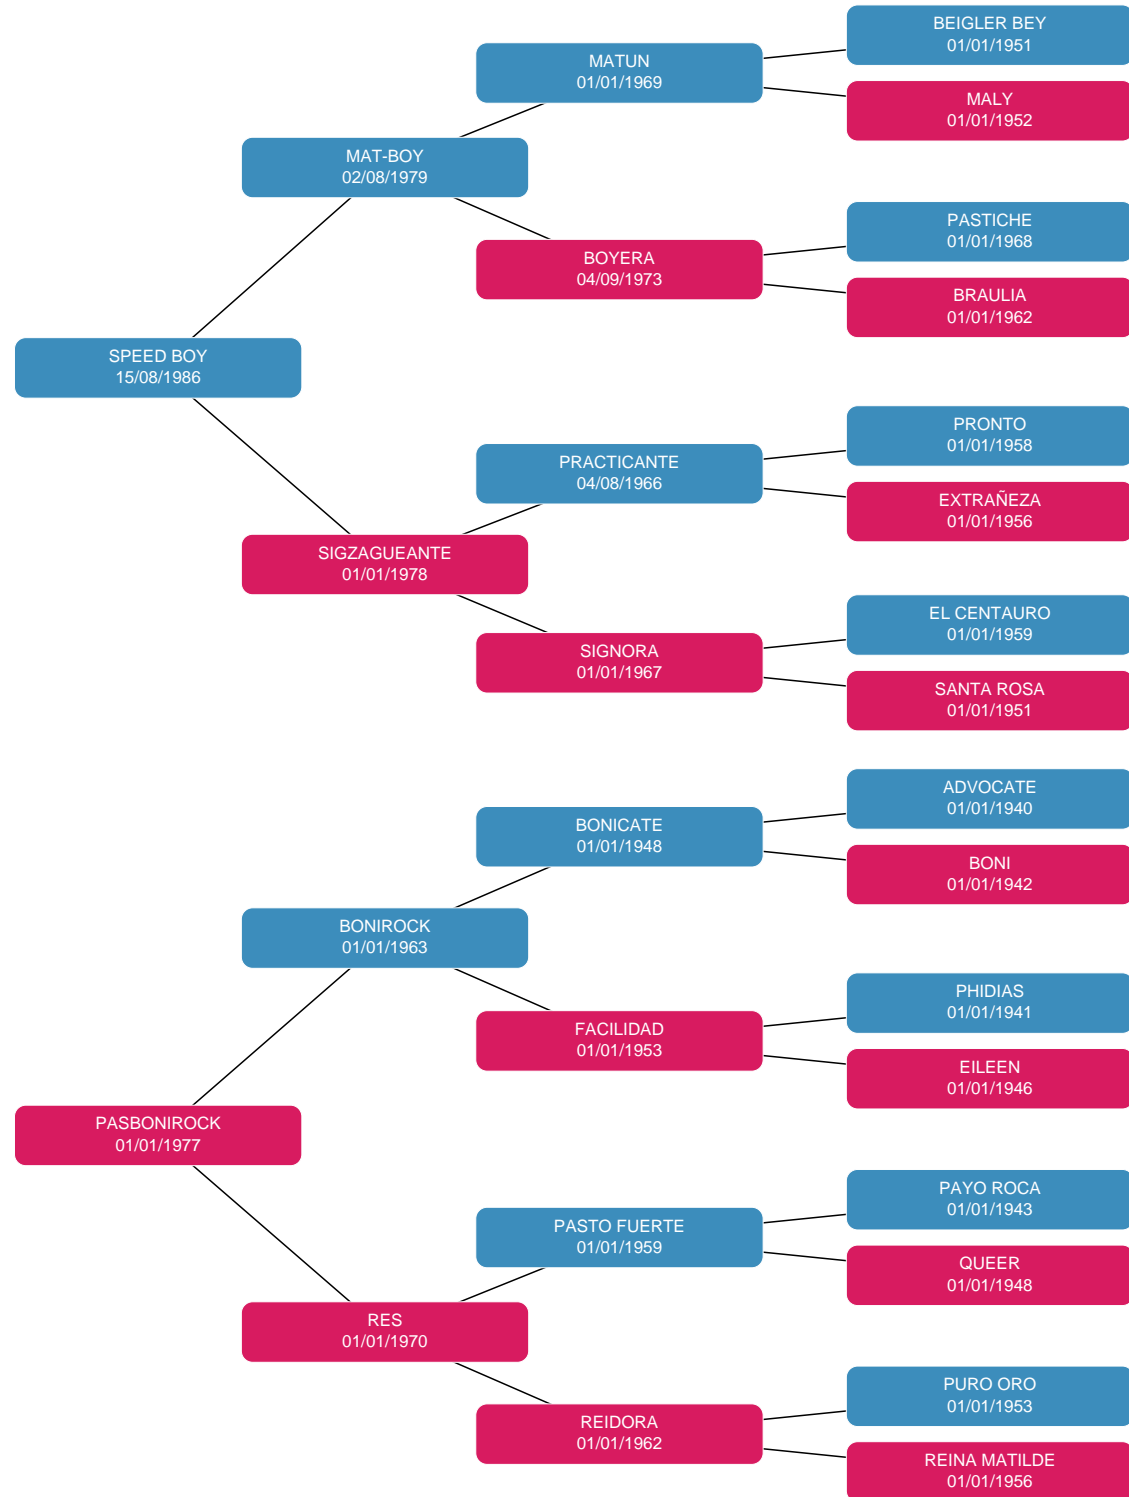 BEIGLER BEY
01/01/1951
MATUN
01/01/1969
MALY
01/01/1952
MAT-BOY
02/08/1979
PASTICHE
01/01/1968
BOYERA
04/09/1973
BRAULIA
01/01/1962
SPEED BOY
15/08/1986
PRONTO
01/01/1958
PRACTICANTE
04/08/1966
EXTRAÑEZA
01/01/1956
SIGZAGUEANTE
01/01/1978
EL CENTAURO
01/01/1959
SIGNORA
01/01/1967
SANTA ROSA
01/01/1951
ADVOCATE
01/01/1940
BONICATE
01/01/1948
BONI
01/01/1942
BONIROCK
01/01/1963
PHIDIAS
01/01/1941
FACILIDAD
01/01/1953
EILEEN
01/01/1946
PASBONIROCK
01/01/1977
PAYO ROCA
01/01/1943
PASTO FUERTE
01/01/1959
QUEER
01/01/1948
RES
01/01/1970
PURO ORO
01/01/1953
REIDORA
01/01/1962
REINA MATILDE
01/01/1956